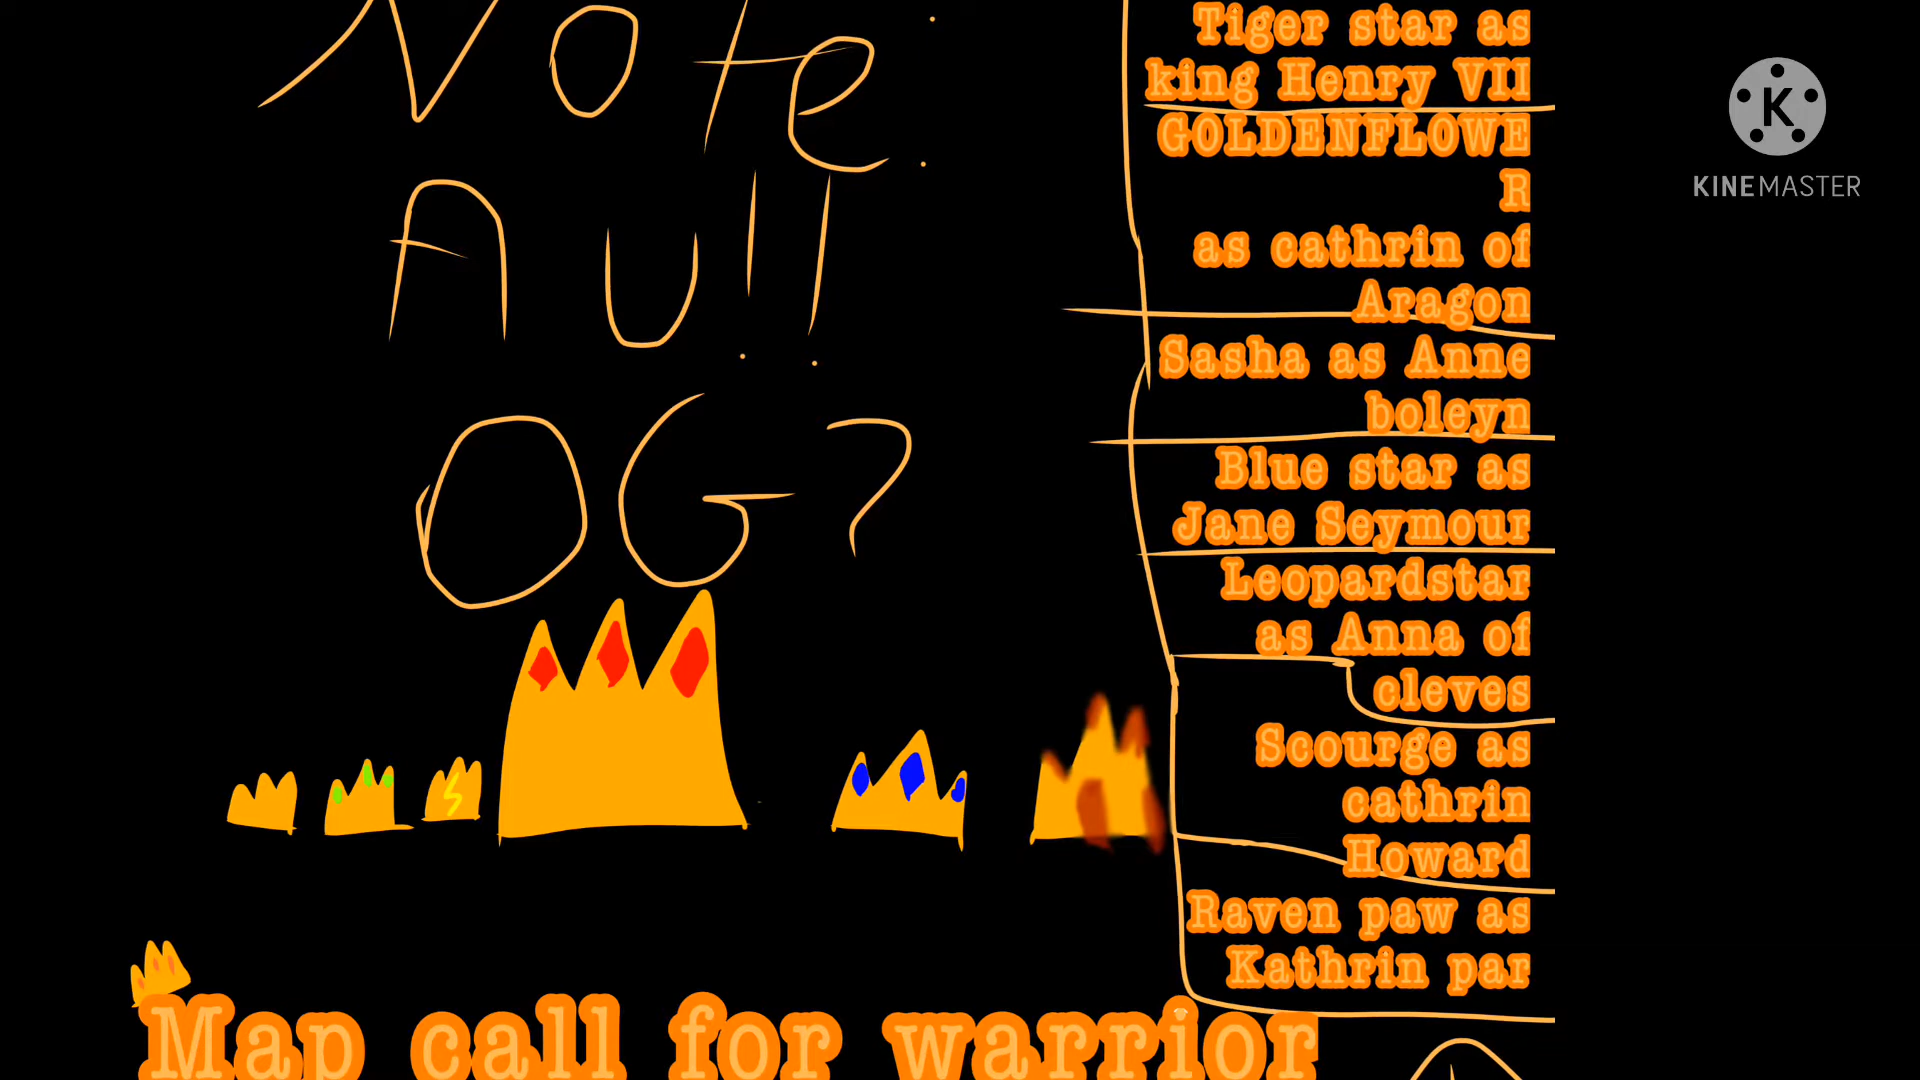 Note:
AU!!
OG?
Map call for warrior
Tiger star as
king Henry VII
GOLDENFLOWE
R
as cathrin of
Aragon
Sasha as Anne
boleyn
Blue star as
Jane Seymour
Leopardstar
as Anna of
cleves
Scourge as
cathrin
Howard
Raven paw as
Kathrin par
K
KINEMASTER